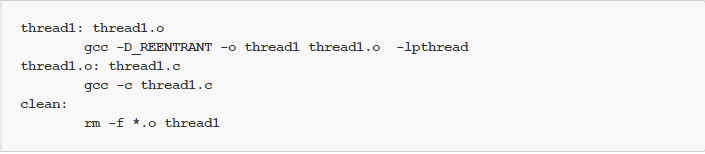 thread1: thread1.o
        gcc -D_REENTRANT -o thread1 thread1.o  -lpthread
thread1.o: thread1.c
        gcc -c thread1.c
clean:
        rm -f *.o thread1